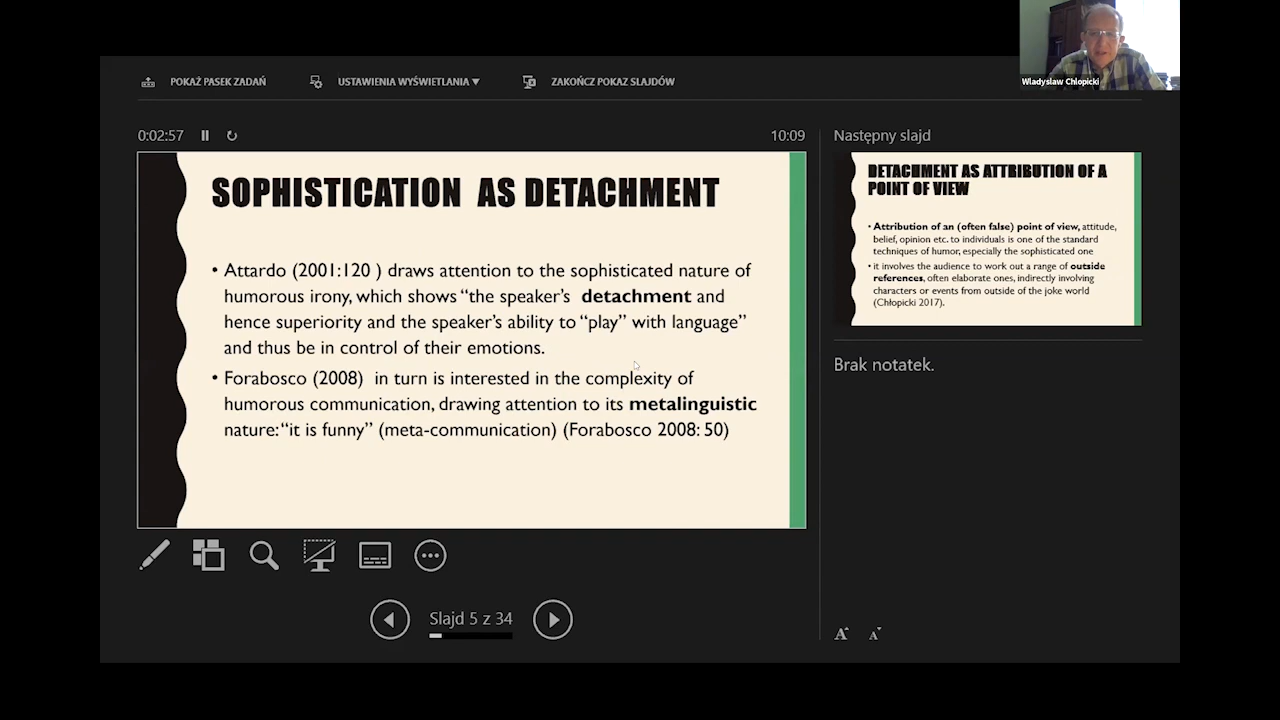 Wladyslaw Chlopicki
POKAŻ PASEK ZADAŃ
USTAWIENIA WYŚWIETLANIA
ZAKOŃCZ POKAZ SLAJDÓW
0:02:57
10:09
SOPHISTICATION AS DETACHMENT
• Attardo (2001:120 ) draws attention to the sophisticated nature of
humorous irony, which shows “the speaker’s detachment and
hence superiority and the speaker’s ability to “play” with language”
and thus be in control of their emotions.
• Forabosco (2008) in turn is interested in the complexity of
humorous communication, drawing attention to its metalinguistic
nature: “it is funny” (meta-communication) (Forabosco 2008: 50)
Slajd 5 z 34
Następny slajd
DETACHMENT AS ATTRIBUTION OF A
POINT OF VIEW
• Attribution of an (often false) point of view, attitude,
belief, opinion etc. to individuals is one of the standard
techniques of humor, especially the sophisticated one
• it involves the audience to work out a range of outside
references, often elaborate ones, indirectly involving
characters or events from outside of the joke world
(Chłopicki 2017).
Brak notatek.
A A